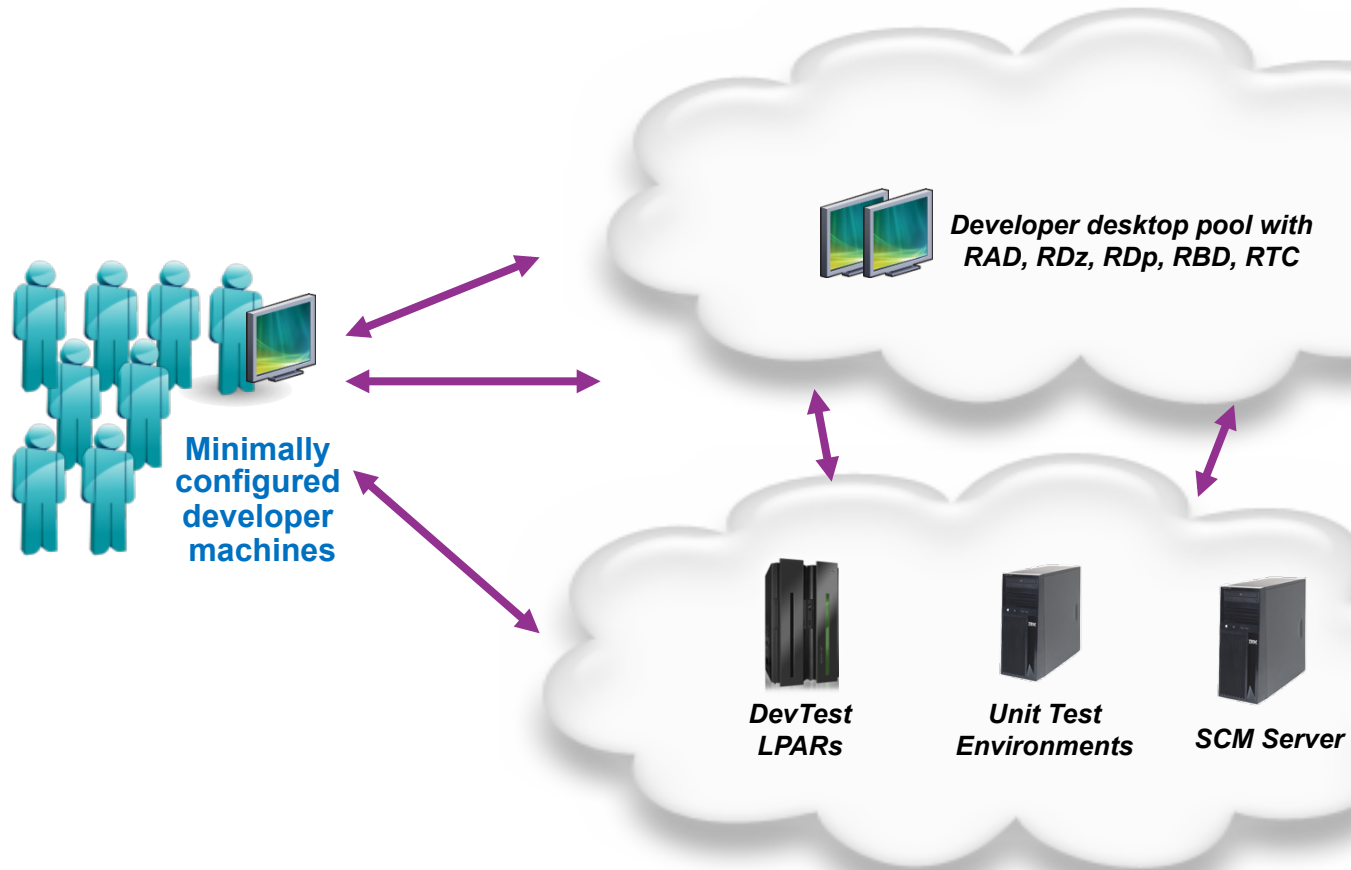 Developer desktop pool with
RAD, RDz, RDp, RBD, RTC
Minimally
configured
developer
machines
DevTest
LPARs
Unit Test
Environments
SCM Server